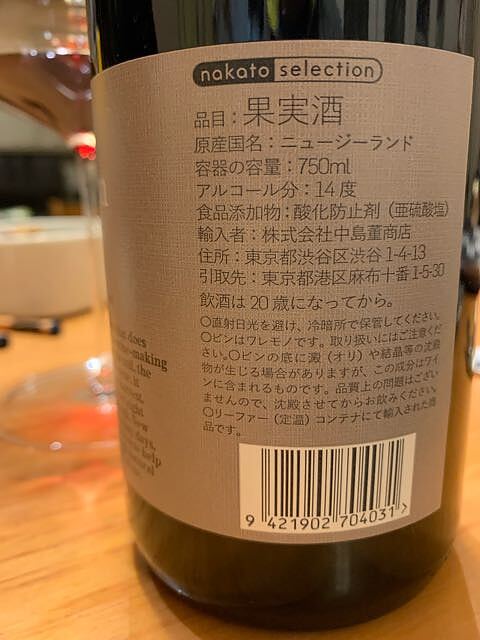 nakato selection
品目：果実酒
原産国名：ニュージーランド
容器の容量：750ml
アルコール分：14度
食品添加物：酸化防止剤（亜硫酸塩）
輸入者：株式会社中島董商店
住所：東京都渋谷区渋谷1-4-13
引取先：東京都港区麻布十番1-5-30
飲酒は20歳になってから。
○直射日光を避け、冷暗所で保管してください。
○ビンはワレモノです。取り扱いにはご注意くだ
さい。○ビンの底に澱（オリ）や結晶等の沈殿
物が生じる場合がありますが、この成分はワイ
ンに含まれるものです。品質上の問題はござい
ませんので、沈殿させてからお飲みください。
○リーファー（定温）コンテナにて輸入された商
品です。
9 421902 704031 >
does
-making
the
it
days,
help